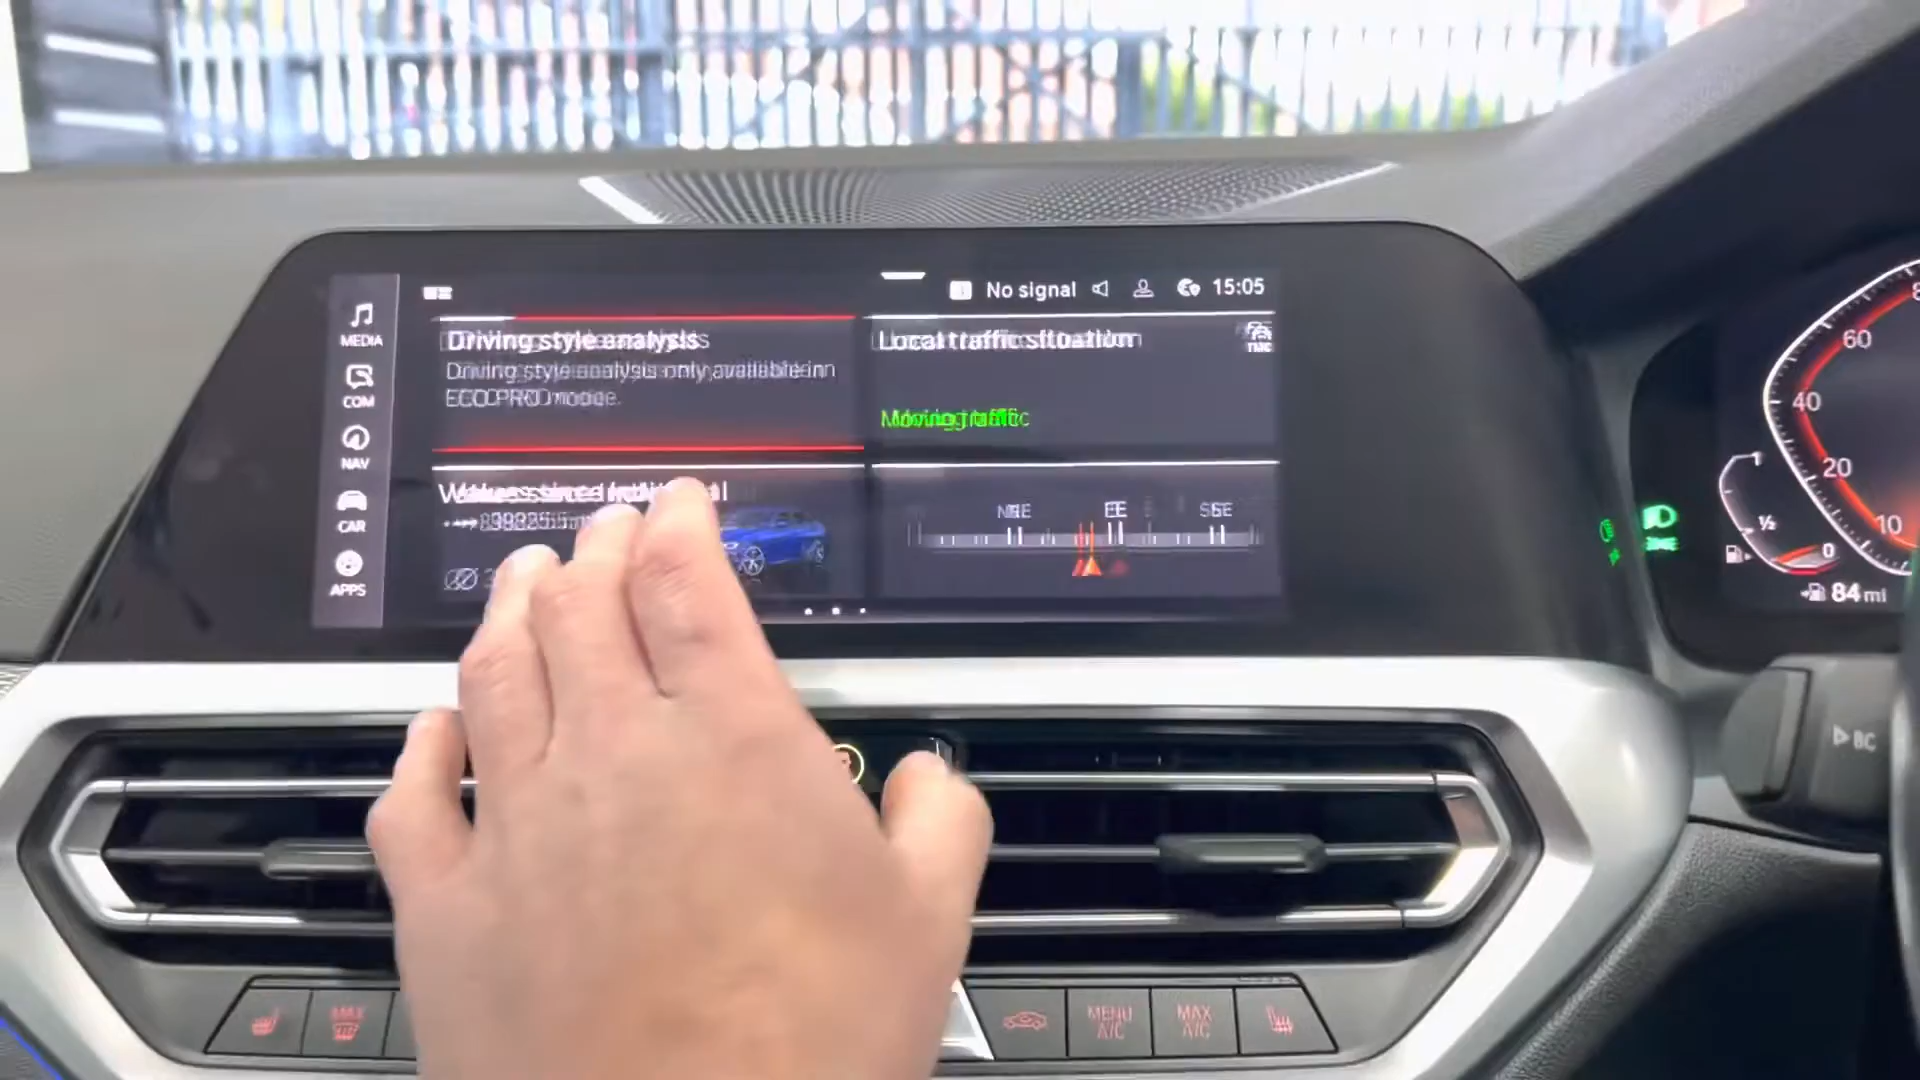 No signal
15:05
MEDIA
COM
NAV
CAR
APPS
Driving style analysis
Driving style analysis only available in
ECO PRO mode.
Local traffic situation
Moving traffic
E
84 mi
60
40
20
10
1
½
0
BC
MAX
MENU
A/C
MAX
A/C